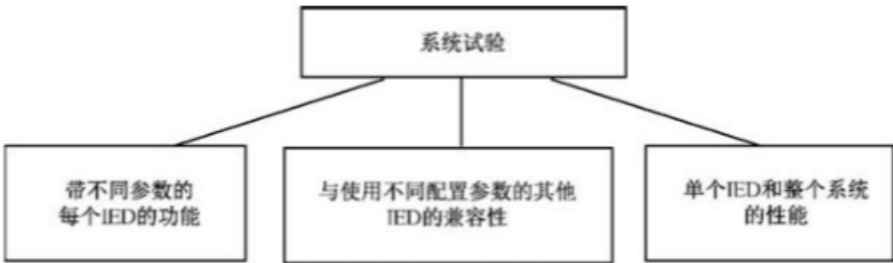 系统试验
带不同参数的
每个IED的功能
与使用不同配置参数的其他
IED的兼容性
单个IED和整个系统
的性能